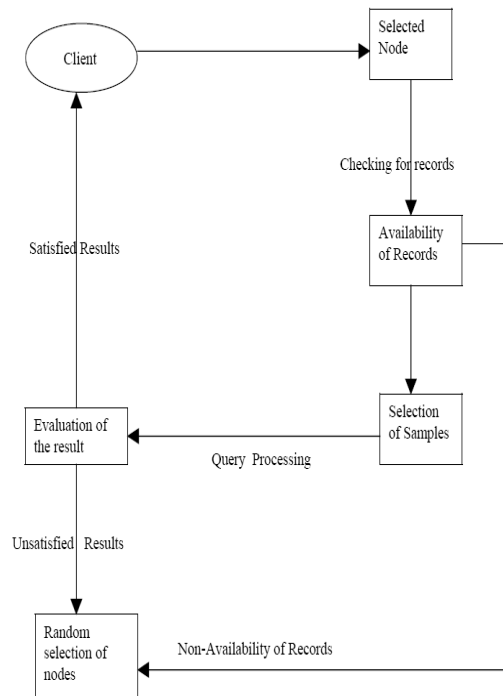 Client
Selected
Node
Checking for records
Availability
of Records
Satisfied Results
Selection
of Samples
Evaluation of
the result
Query Processing
Unsatisfied Results
Random
selection of
nodes
Non-Availability of Records